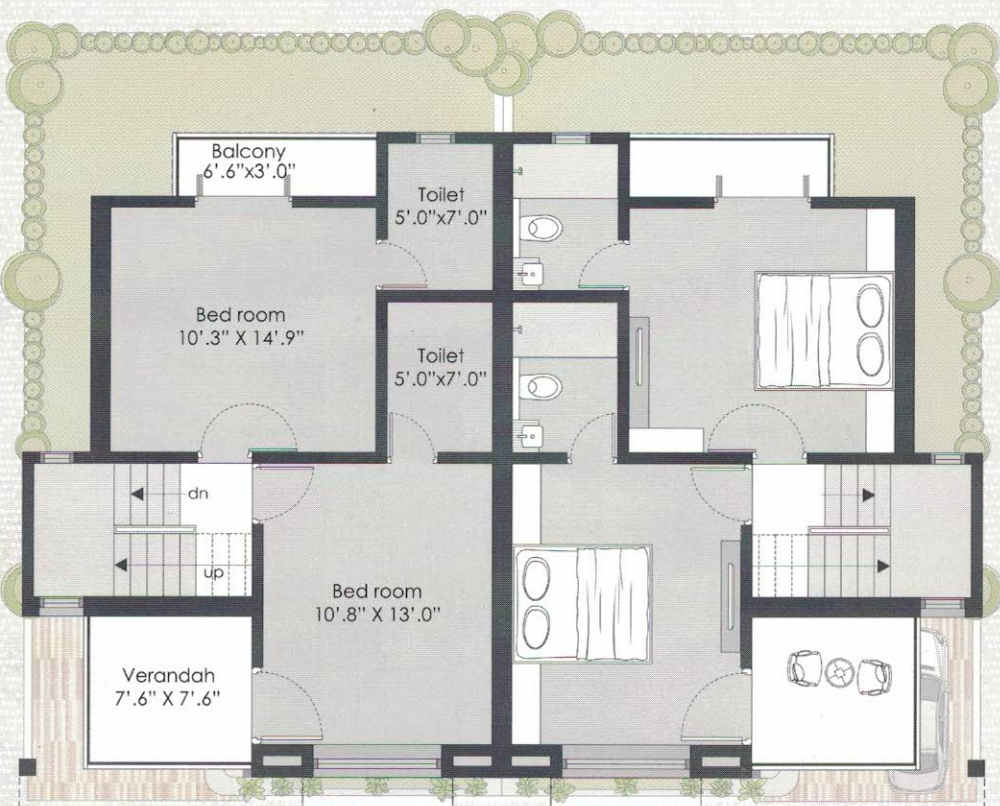 Balcony
6'.6"x3'.0"
Toilet
5'.0"x7'.0"
Bed room
10'.3" X 14'.9"
Toilet
5'.0"x7'.0"
dn
up
Bed room
10'.8" X 13'.0"
Verandah
7'.6" X 7'.6"